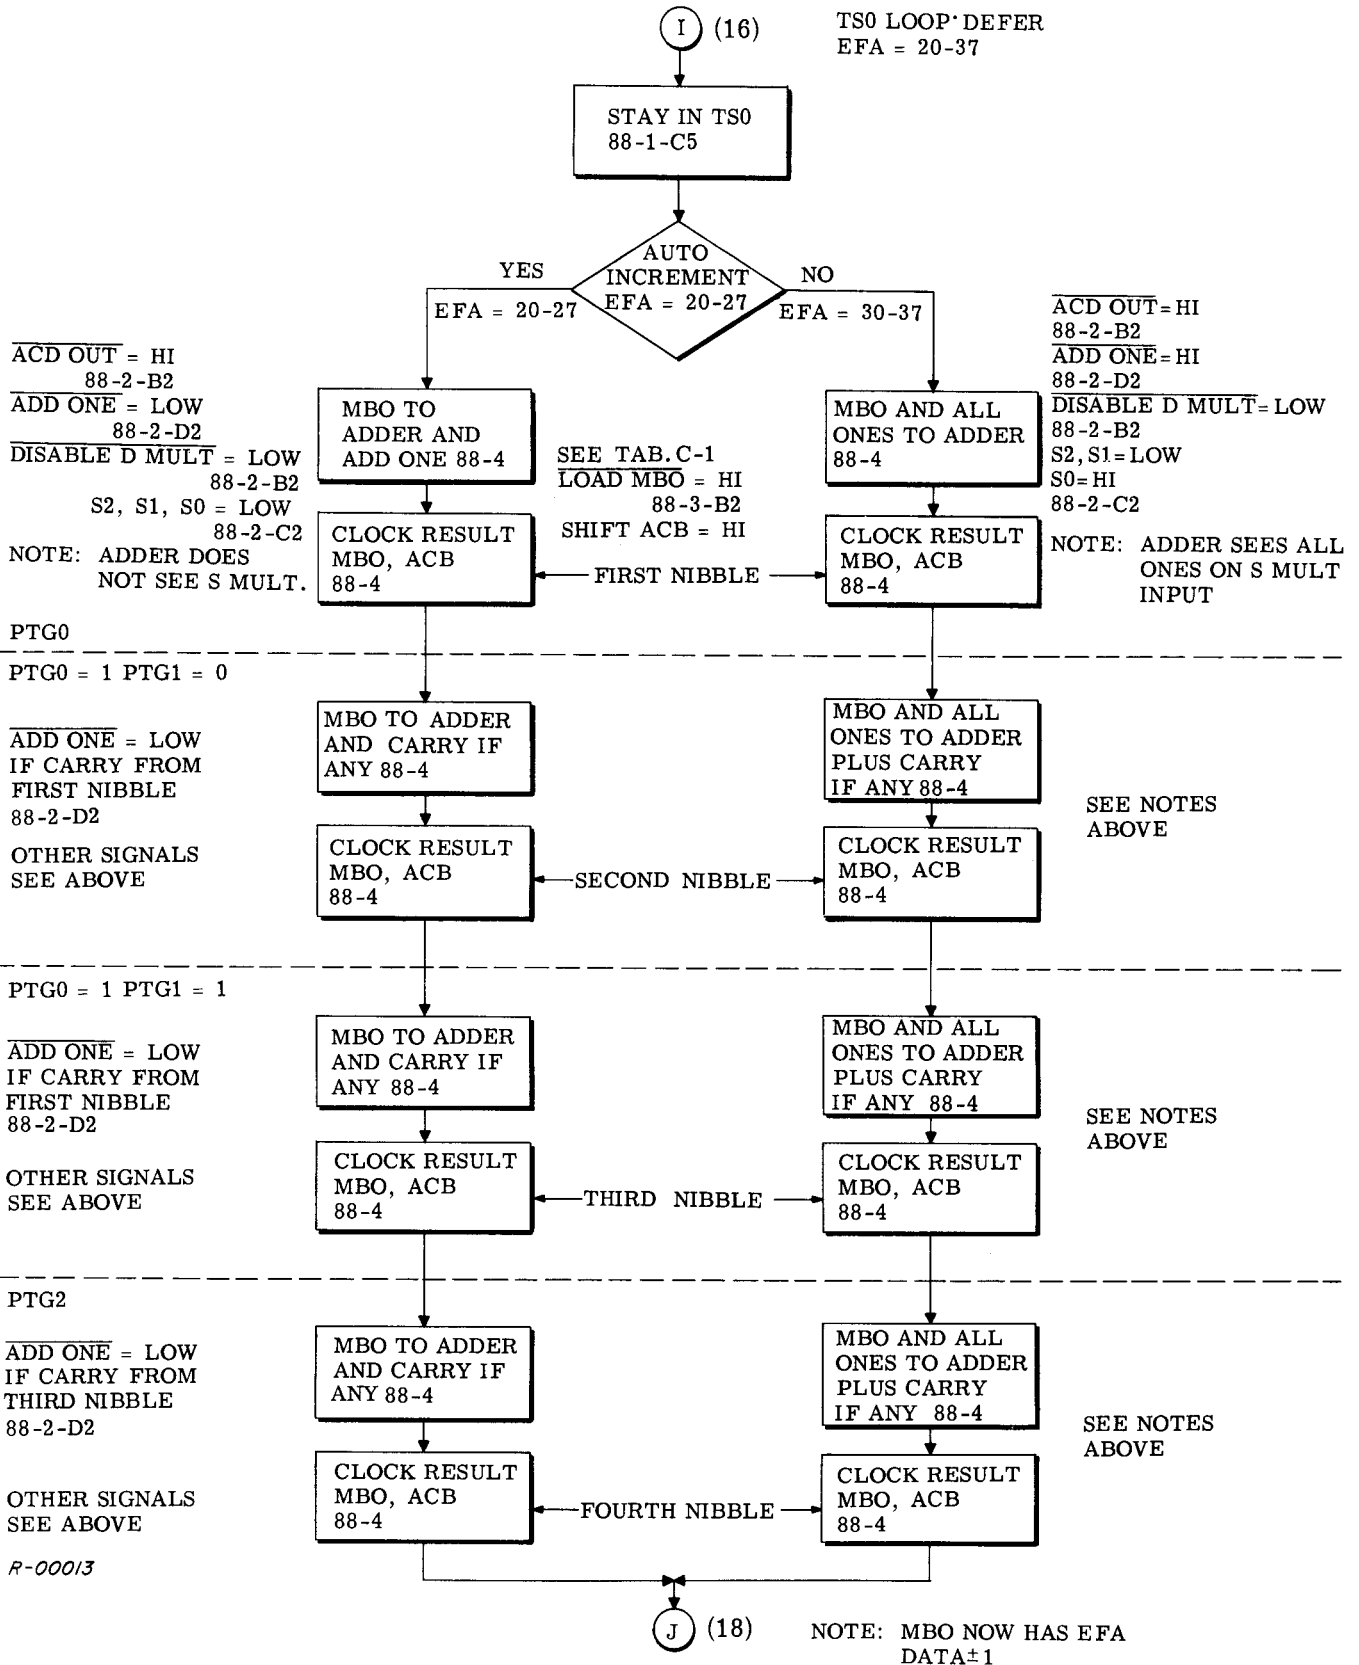 I (16)
TS0 LOOP· DEFER
EFA = 20-37
STAY IN TS0
88-1-C5
AUTO
INCREMENT
EFA = 20-27
YES
EFA = 20-27
NO
EFA = 30-37
ACD OUT = HI
88-2-B2
ADD ONE = LOW
88-2-D2
DISABLE D MULT = LOW
88-2-B2
S2, S1, S0 = LOW
88-2-C2
NOTE: ADDER DOES
NOT SEE S MULT.
MBO TO
ADDER AND
ADD ONE 88-4
CLOCK RESULT
MBO, ACB
88-4
SEE TAB. C-1
LOAD MBO = HI
88-3-B2
SHIFT ACB = HI
FIRST NIBBLE
MBO AND ALL
ONES TO ADDER
88-4
CLOCK RESULT
MBO, ACB
88-4
ACD OUT = HI
88-2-B2
ADD ONE = HI
88-2-D2
DISABLE D MULT = LOW
88-2-B2
S2, S1 = LOW
S0 = HI
88-2-C2
NOTE: ADDER SEES ALL
ONES ON S MULT
INPUT
PTG0
PTG0 = 1 PTG1 = 0
ADD ONE = LOW
IF CARRY FROM
FIRST NIBBLE
88-2-D2
OTHER SIGNALS
SEE ABOVE
MBO TO ADDER
AND CARRY IF
ANY 88-4
CLOCK RESULT
MBO, ACB
88-4
SECOND NIBBLE
MBO AND ALL
ONES TO ADDER
PLUS CARRY
IF ANY 88-4
CLOCK RESULT
MBO, ACB
88-4
SEE NOTES
ABOVE
PTG0 = 1 PTG1 = 1
ADD ONE = LOW
IF CARRY FROM
FIRST NIBBLE
88-2-D2
OTHER SIGNALS
SEE ABOVE
MBO TO ADDER
AND CARRY IF
ANY 88-4
CLOCK RESULT
MBO, ACB
88-4
THIRD NIBBLE
MBO AND ALL
ONES TO ADDER
PLUS CARRY
IF ANY 88-4
CLOCK RESULT
MBO, ACB
88-4
SEE NOTES
ABOVE
PTG2
ADD ONE = LOW
IF CARRY FROM
THIRD NIBBLE
88-2-D2
OTHER SIGNALS
SEE ABOVE
MBO TO ADDER
AND CARRY IF
ANY 88-4
CLOCK RESULT
MBO, ACB
88-4
FOURTH NIBBLE
MBO AND ALL
ONES TO ADDER
PLUS CARRY
IF ANY 88-4
CLOCK RESULT
MBO, ACB
88-4
SEE NOTES
ABOVE
R-00013
J (18)
NOTE: MBO NOW HAS EFA
DATA±1